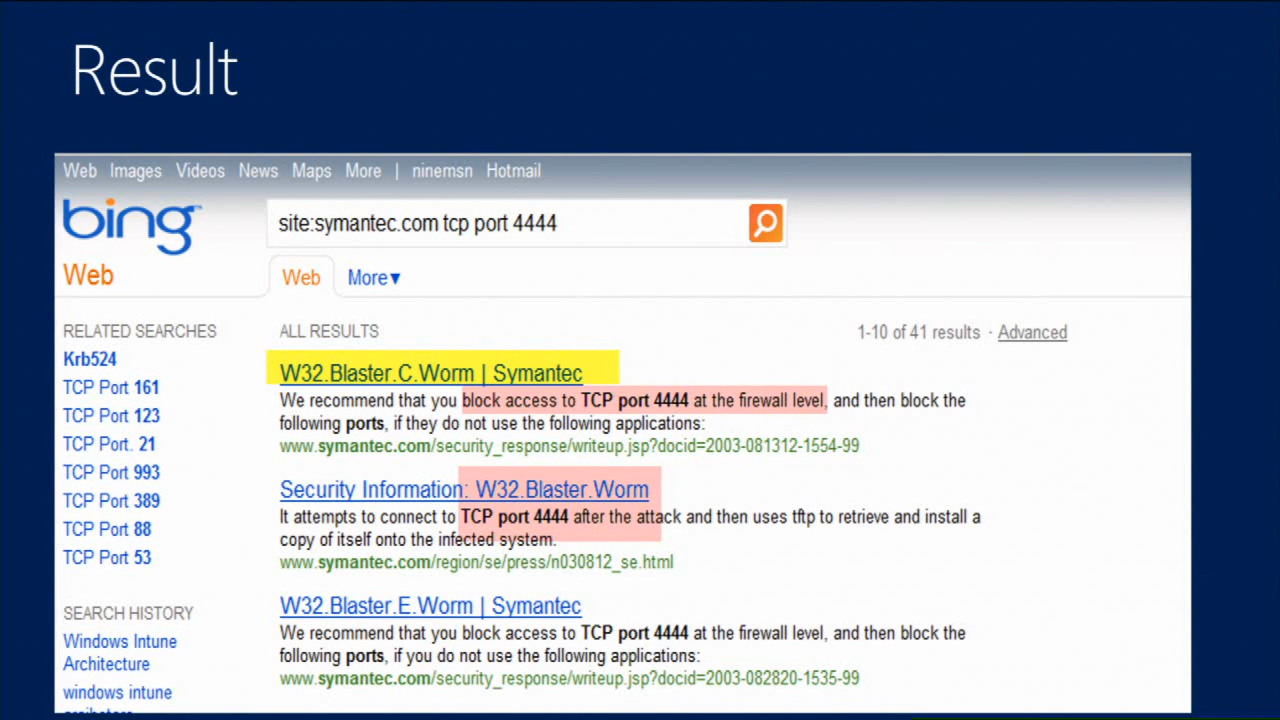 Result
Web Images Videos News Maps More | ninemsn Hotmail
bing
site:symantec.com tcp port 4444
Web
Web More▾
RELATED SEARCHES
Krb524
TCP Port 161
TCP Port 123
TCP Port. 21
TCP Port 993
TCP Port 389
TCP Port 88
TCP Port 53
SEARCH HISTORY
Windows Intune
Architecture
windows intune
ALL RESULTS
1-10 of 41 results · Advanced
W32.Blaster.C.Worm | Symantec
We recommend that you block access to TCP port 4444 at the firewall level, and then block the
following ports, if they do not use the following applications:
www.symantec.com/security_response/writeup.jsp?docid=2003-081312-1554-99
Security Information: W32.Blaster.Worm
It attempts to connect to TCP port 4444 after the attack and then uses tftp to retrieve and install a
copy of itself onto the infected system.
www.symantec.com/region/se/press/n030812_se.html
W32.Blaster.E.Worm | Symantec
We recommend that you block access to TCP port 4444 at the firewall level, and then block the
following ports, if you do not use the following applications:
www.symantec.com/security_response/writeup.jsp?docid=2003-082820-1535-99